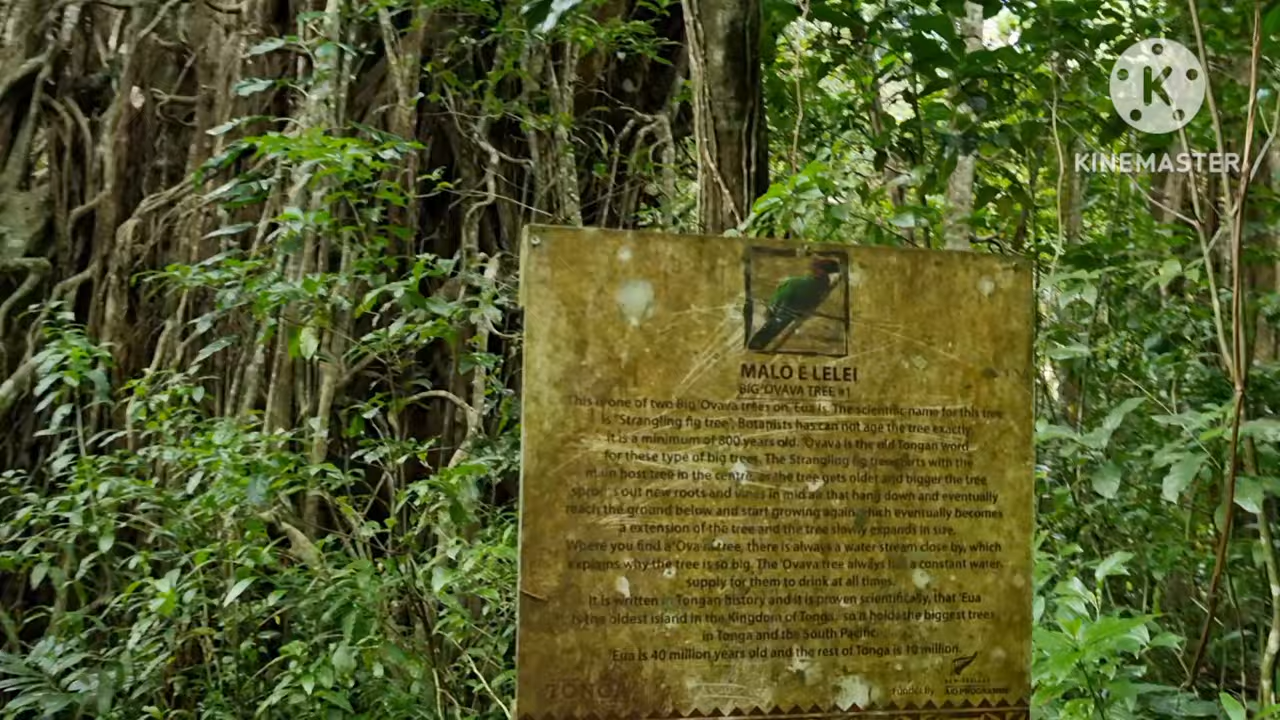 KINEMASTER
MALO E LELEI
BIG 'OVAVA TREE #1
This is one of two Big 'Ovava trees on 'Eua Is. The scientific name for this tree
is "Strangling fig tree". Botanists has can not age the tree exactly.
It is a minimum of 800 years old. 'Ovava is the old Tongan word
for these type of big trees. The Strangling fig tree starts with the
main host tree in the centre, as the tree gets older and bigger the tree
sprouts out new roots and vines in mid air that hang down and eventually
reach the ground below and start growing again, which eventually becomes
a extension of the tree and the tree slowly expands in size.
Where you find a 'Ovava tree, there is always a water stream close by, which
explains why the tree is so big. The 'Ovava tree always has a constant water
supply for them to drink at all times.
It is written in Tongan history and it is proven scientifically, that 'Eua
is the oldest island in the Kingdom of Tonga, so it holds the biggest trees
in Tonga and the South Pacific.
'Eua is 40 million years old and the rest of Tonga is 10 million.
TONGA
Funded By
NEW ZEALAND
AID PROGRAMME